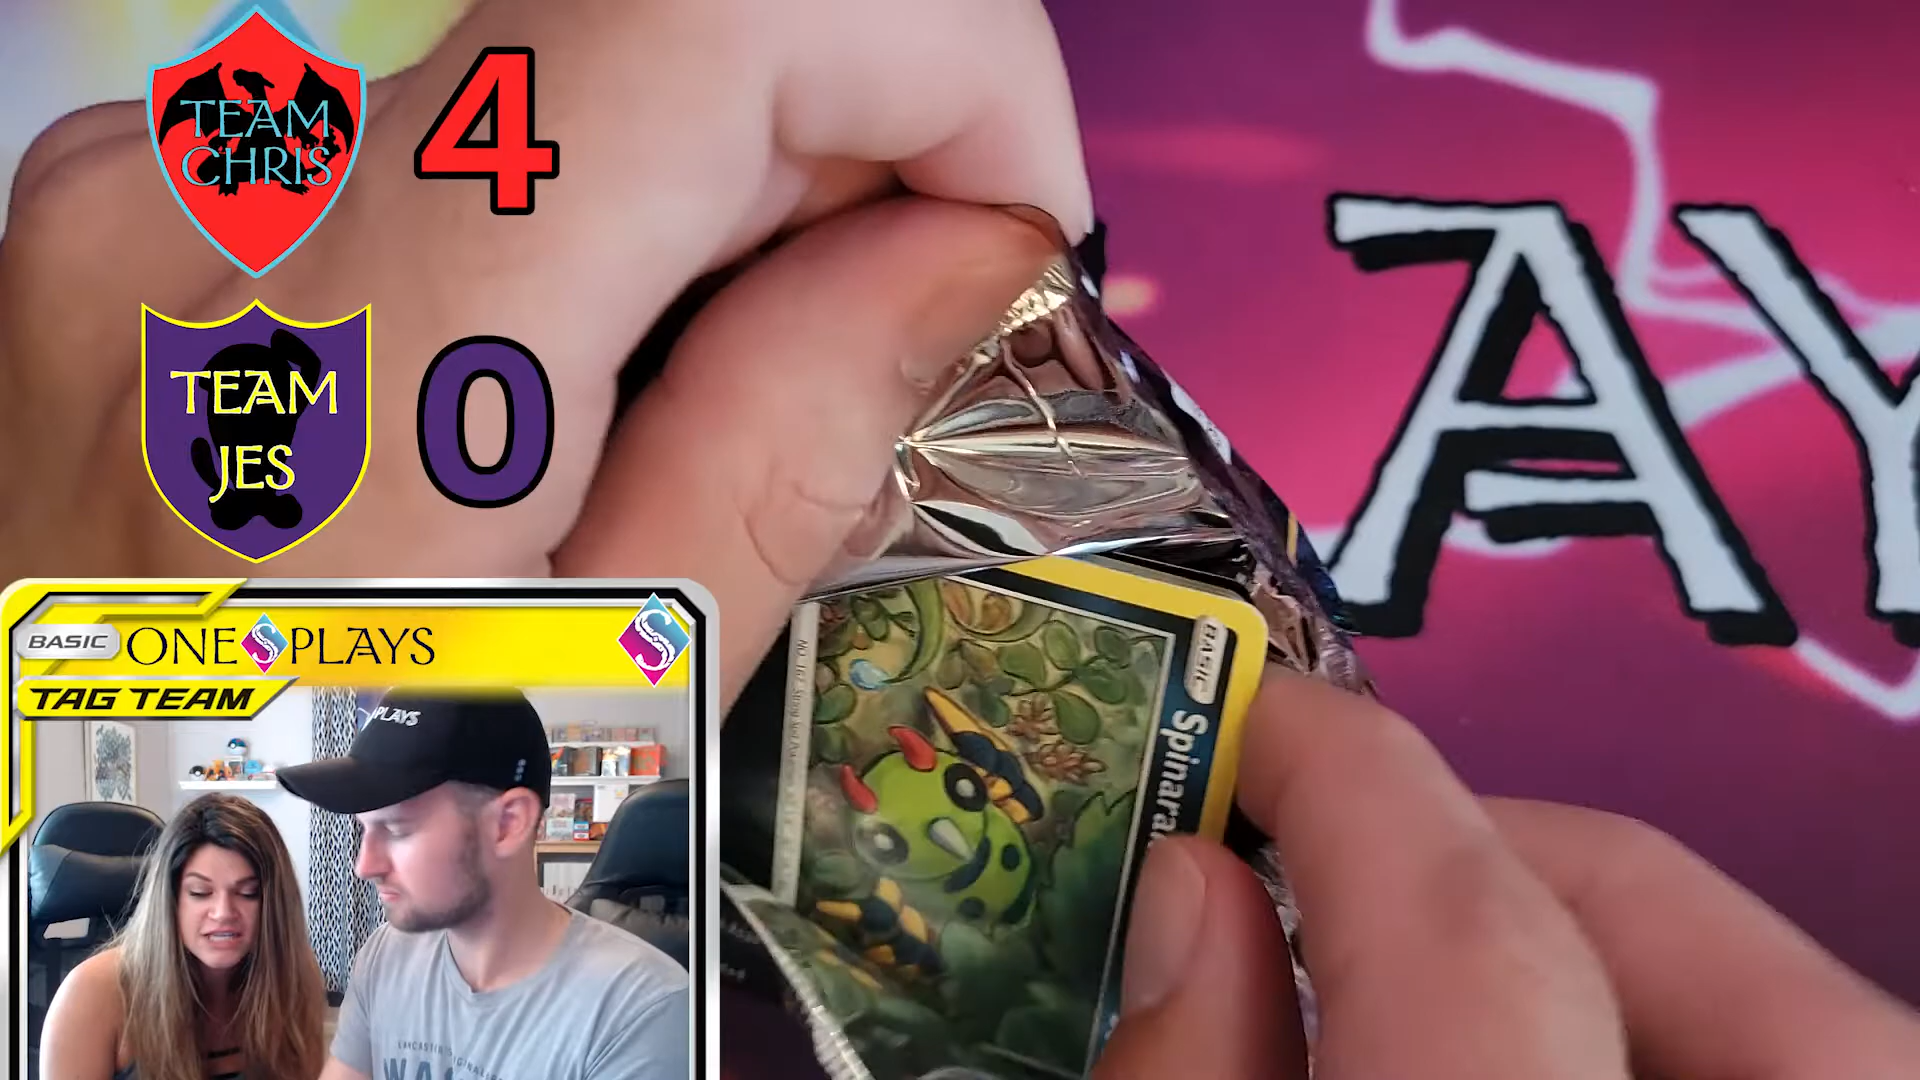 TEAM
CHRIS
4
TEAM
JES
0
AY
BASIC
Spinara
BASIC ONE S PLAYS S
TAG TEAM
PLAYS